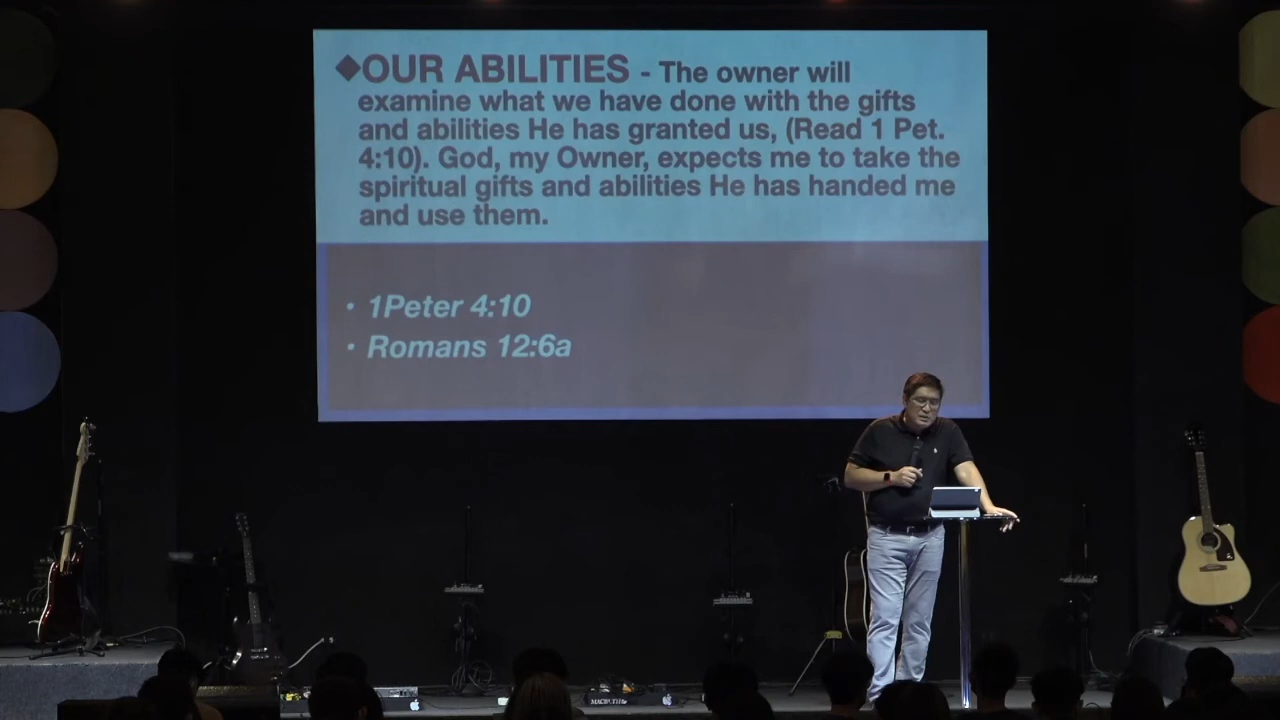 ◆OUR ABILITIES - The owner will
examine what we have done with the gifts
and abilities He has granted us, (Read 1 Pet.
4:10). God, my Owner, expects me to take the
spiritual gifts and abilities He has handed me
and use them.
• 1Peter 4:10
• Romans 12:6a